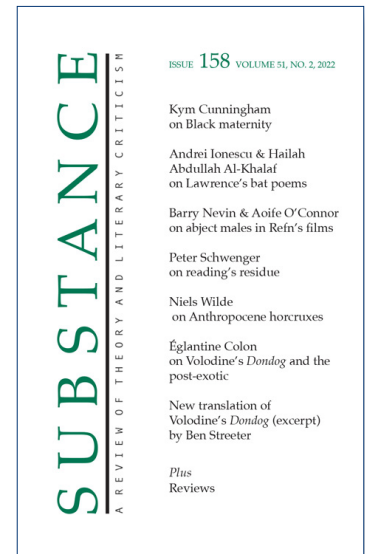 SUBSTANCE
A REVIEW OF THEORY AND LITERARY CRITICISM
ISSUE 158 VOLUME 51, NO. 2, 2022
Kym Cunningham
on Black maternity
Andrei Ionescu & Hailah
Abdullah Al-Khalaf
on Lawrence's bat poems
Barry Nevin & Aoife O'Connor
on abject males in Refn's films
Peter Schwenger
on reading's residue
Niels Wilde
on Anthropocene horcruxes
Églantine Colon
on Volodine's Dondog and the
post-exotic
New translation of
Volodine's Dondog (excerpt)
by Ben Streeter
Plus
Reviews